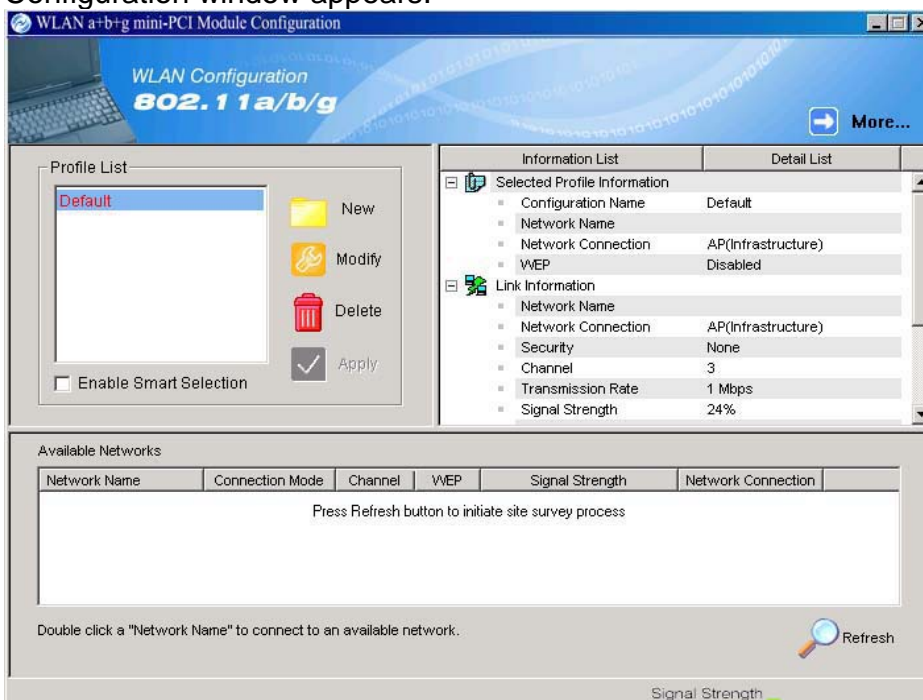 Configuration window appears.
WLAN a+b+g mini-PCI Module Configuration
WLAN Configuration
802.11a/b/g
More...
Profile List
Default
New
Modify
Delete
Apply
Enable Smart Selection
Information List Detail List
Selected Profile Information
Configuration Name Default
Network Name
Network Connection AP(Infrastructure)
WEP Disabled
Link Information
Network Name
Network Connection AP(Infrastructure)
Security None
Channel 3
Transmission Rate 1 Mbps
Signal Strength 24%
Available Networks
Network Name Connection Mode Channel WEP Signal Strength Network Connection
Press Refresh button to initiate site survey process
Double click a "Network Name" to connect to an available network.
Refresh
Signal Strength